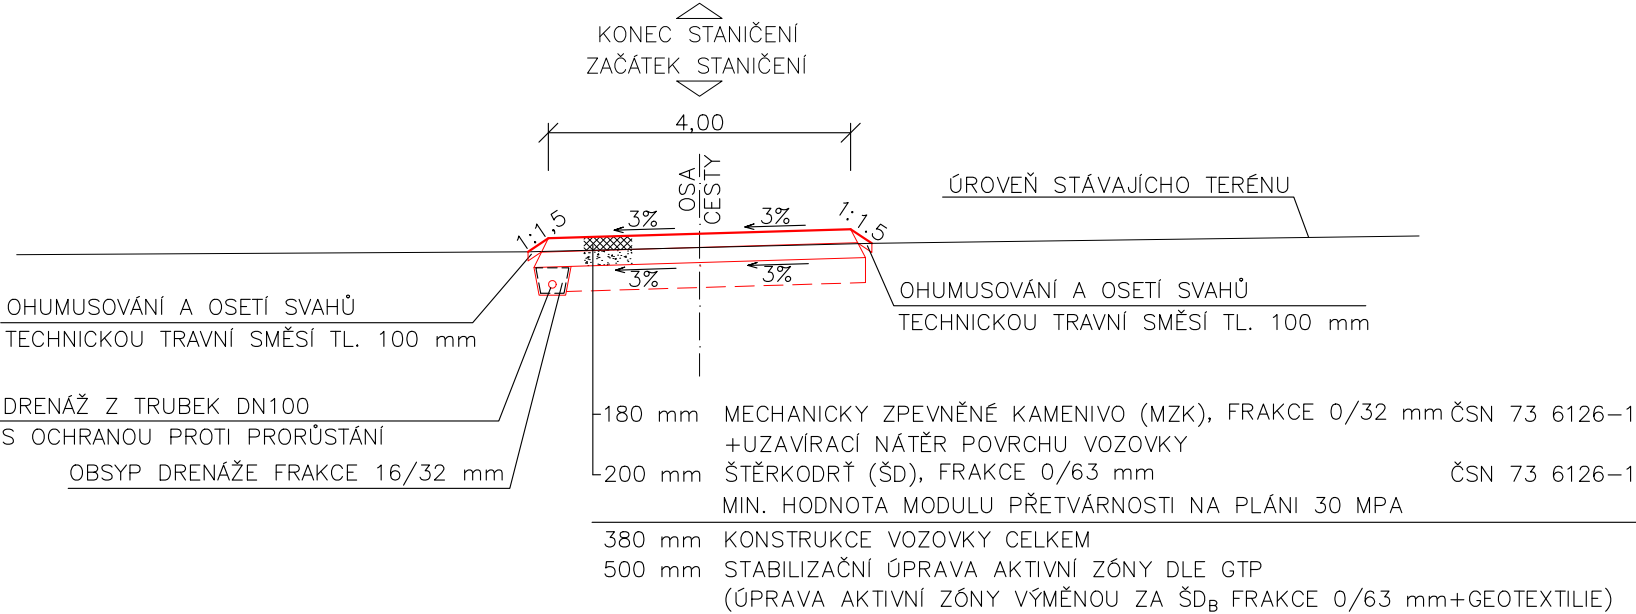 KONEC STANIČENÍ
ZAČÁTEK STANIČENÍ
4,00
OSA
CESTY
ÚROVEŇ STÁVAJÍCHO TERÉNU
1:1,5
3%
3%
1:1.5
3%
3%
OHUMUSOVÁNÍ A OSETÍ SVAHŮ
TECHNICKOU TRAVNÍ SMĚSÍ TL. 100 mm
OHUMUSOVÁNÍ A OSETÍ SVAHŮ
TECHNICKOU TRAVNÍ SMĚSÍ TL. 100 mm
DRENÁŽ Z TRUBEK DN100
S OCHRANOU PROTI PRORŮSTÁNÍ
OBSYP DRENÁŽE FRAKCE 16/32 mm
180 mm MECHANICKY ZPEVNĚNÉ KAMENIVO (MZK), FRAKCE 0/32 mm ČSN 73 6126-1
+UZAVÍRACÍ NÁTĚR POVRCHU VOZOVKY
200 mm ŠTĚRKODRŤ (ŠD), FRAKCE 0/63 mm ČSN 73 6126-1
MIN. HODNOTA MODULU PŘETVÁRNOSTI NA PLÁNI 30 MPA
380 mm KONSTRUKCE VOZOVKY CELKEM
500 mm STABILIZAČNÍ ÚPRAVA AKTIVNÍ ZÓNY DLE GTP
(ÚPRAVA AKTIVNÍ ZÓNY VÝMĚNOU ZA ŠDB FRAKCE 0/63 mm+GEOTEXTILIE)